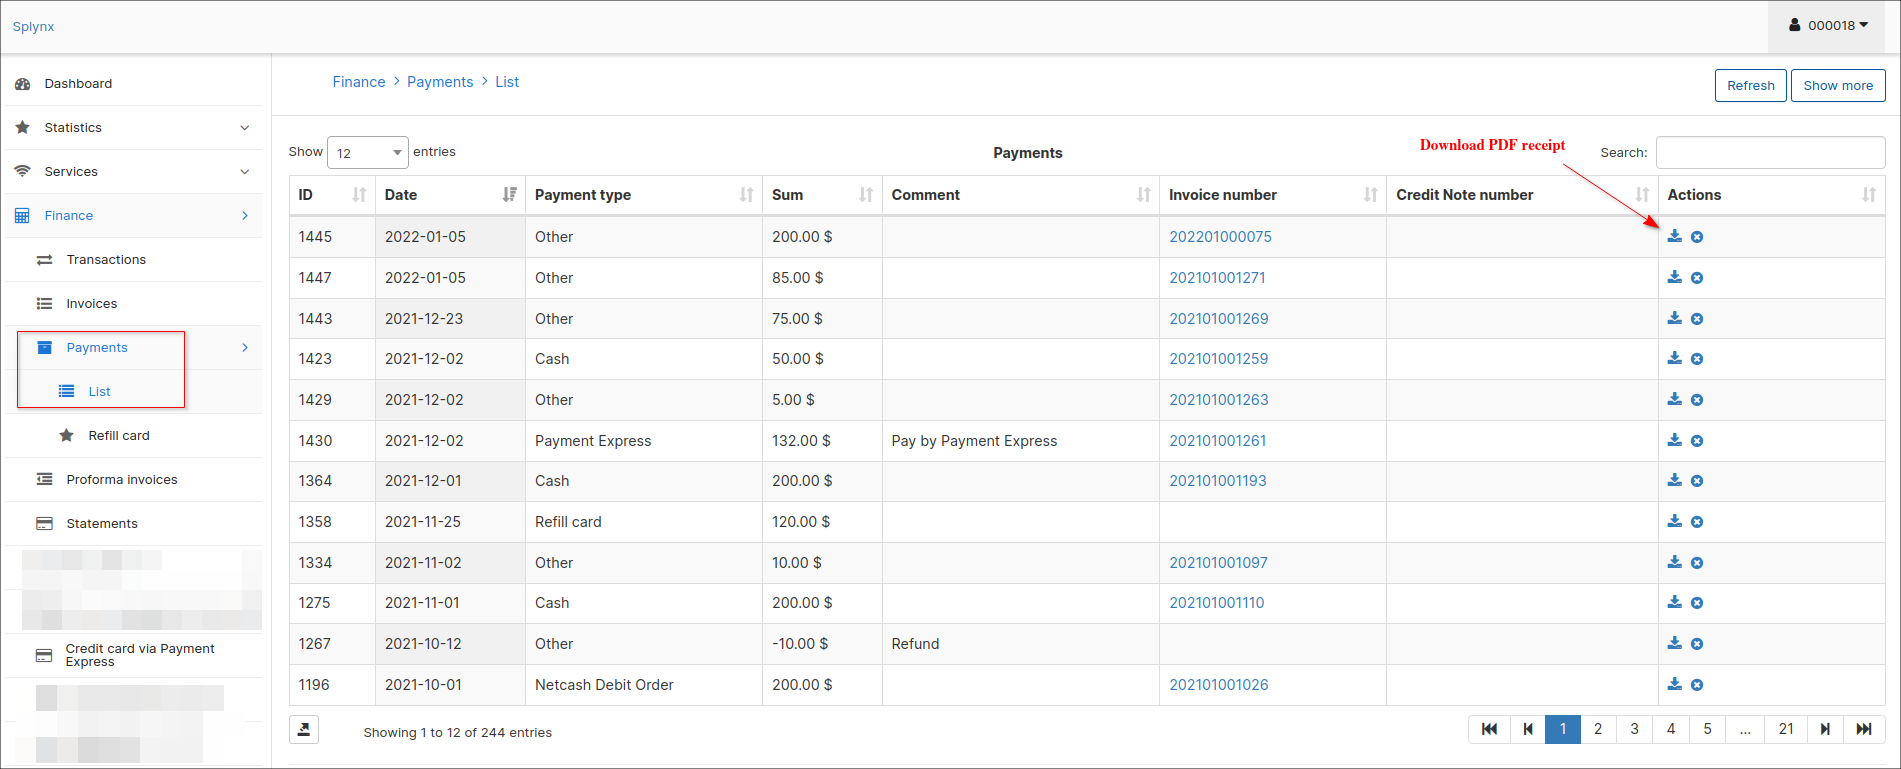 Splynx
000018
Dashboard
Statistics
Services
Finance
Transactions
Invoices
Payments
List
Refill card
Proforma invoices
Statements
Credit card via Payment
Express
Finance > Payments > List
Refresh
Show more
Show 12 entries
Payments
Download PDF receipt
Search:
ID Date Payment type Sum Comment Invoice number Credit Note number Actions
1445 2022-01-05 Other 200.00 $ 202201000075
1447 2022-01-05 Other 85.00 $ 202101001271
1443 2021-12-23 Other 75.00 $ 202101001269
1423 2021-12-02 Cash 50.00 $ 202101001259
1429 2021-12-02 Other 5.00 $ 202101001263
1430 2021-12-02 Payment Express 132.00 $ Pay by Payment Express 202101001261
1364 2021-12-01 Cash 200.00 $ 202101001193
1358 2021-11-25 Refill card 120.00 $
1334 2021-11-02 Other 10.00 $ 202101001097
1275 2021-11-01 Cash 200.00 $ 202101001110
1267 2021-10-12 Other -10.00 $ Refund
1196 2021-10-01 Netcash Debit Order 200.00 $ 202101001026
Showing 1 to 12 of 244 entries
1 2 3 4 5 ... 21